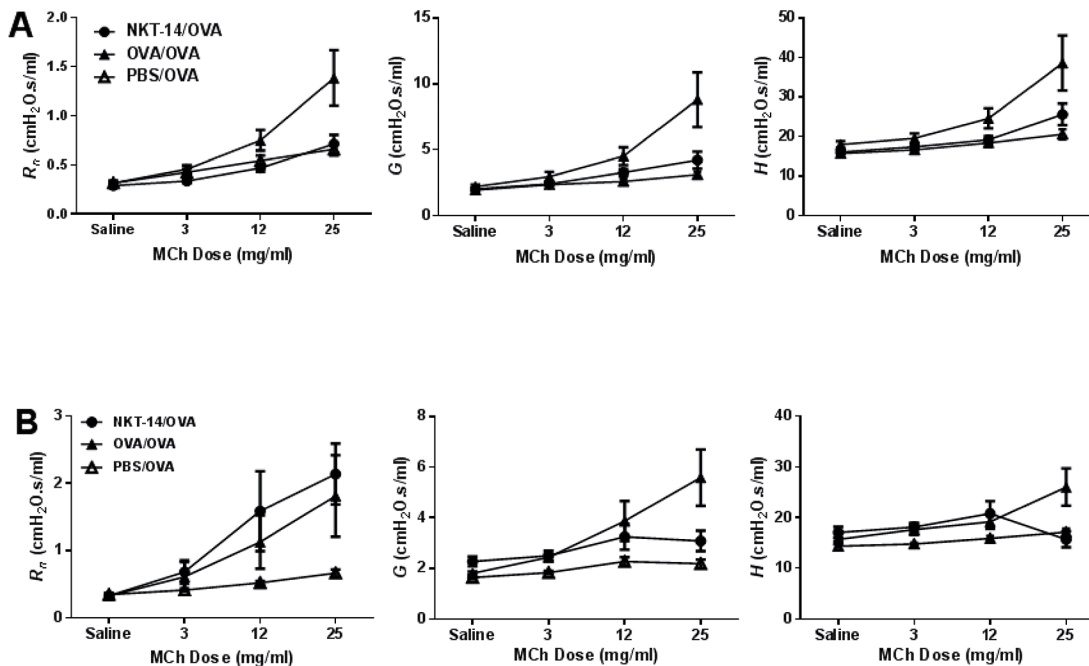 A
NKT-14/OVA
OVA/OVA
PBS/OVA
2.0
1.5
1.0
0.5
0.0
Rn (cmH2O.s/ml)
Saline 3 12 25
MCh Dose (mg/ml)
15
10
5
0
G (cmH2O.s/ml)
Saline 3 12 25
MCh Dose (mg/ml)
50
40
30
20
10
0
H (cmH2O.s/ml)
Saline 3 12 25
MCh Dose (mg/ml)
B
NKT-14/OVA
OVA/OVA
PBS/OVA
3
2
1
0
Rn (cmH2O.s/ml)
Saline 3 12 25
MCh Dose (mg/ml)
8
6
4
2
0
G (cmH2O.s/ml)
Saline 3 12 25
MCh Dose (mg/ml)
40
30
20
10
0
H (cmH2O.s/ml)
Saline 3 12 25
MCh Dose (mg/ml)